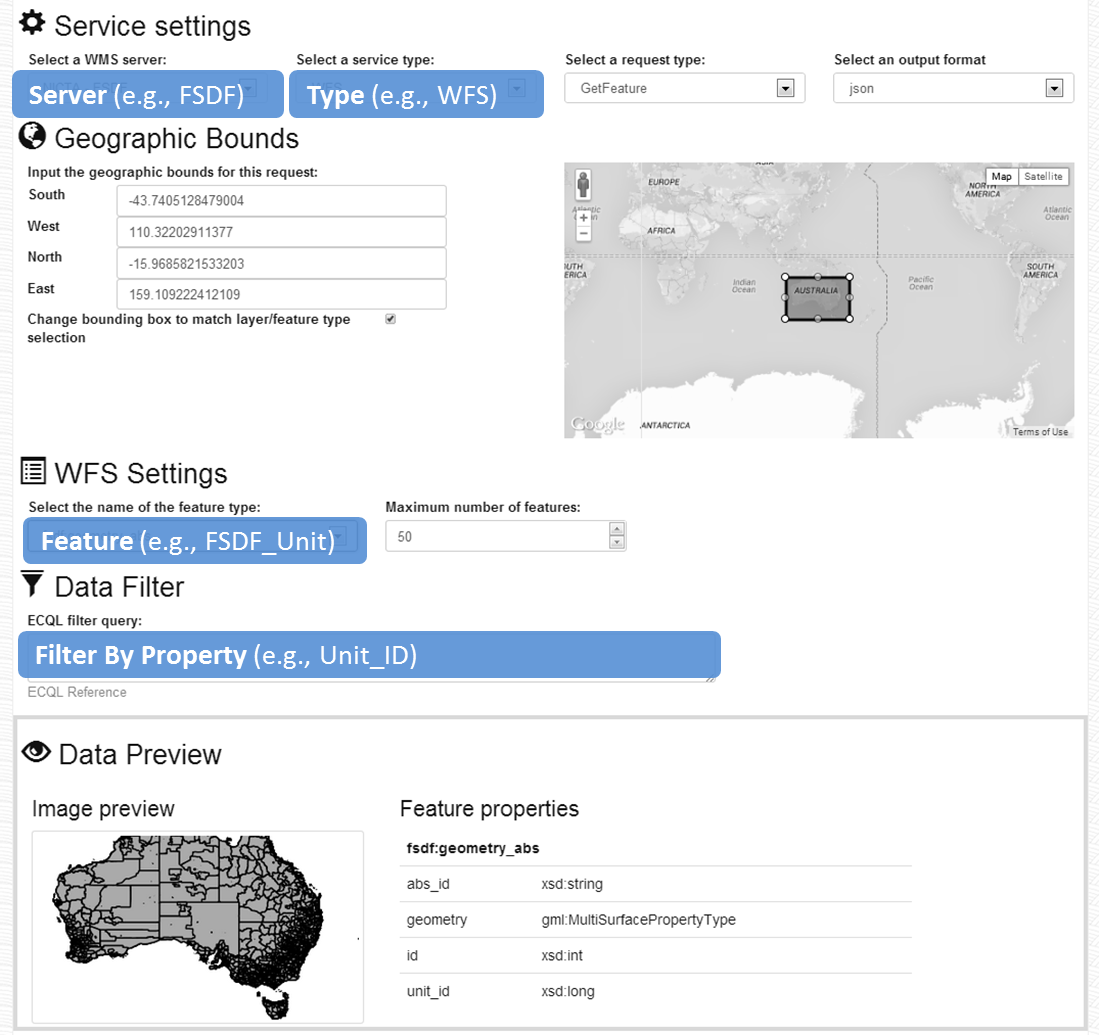 Service settings
Select a WMS server:
Select a service type:
Select a request type:
Select an output format
Server (e.g., FSDF)
Type (e.g., WFS)
GetFeature
json
Geographic Bounds
Input the geographic bounds for this request:
South
-43.7405128479004
West
110.32202911377
North
-15.9685821533203
East
159.109222412109
Change bounding box to match layer/feature type
selection
ASIA
Map
Satellite
EUROPE
NORTH
AMERICA
Atlantic
Ocean
Atlantic
Ocean
AFRICA
UTH
ERICA
SOUTH
AMERICA
Indian
Ocean
AUSTRALIA
Pacific
Ocean
Google
ANTARCTICA
Terms of Use
WFS Settings
Select the name of the feature type:
Maximum number of features:
Feature (e.g., FSDF_Unit)
50
Data Filter
ECQL filter query:
Filter By Property (e.g., Unit_ID)
ECQL Reference
Data Preview
Image preview
Feature properties
fsdf:geometry_abs
abs_id xsd:string
geometry gml:MultiSurfacePropertyType
id xsd:int
unit_id xsd:long